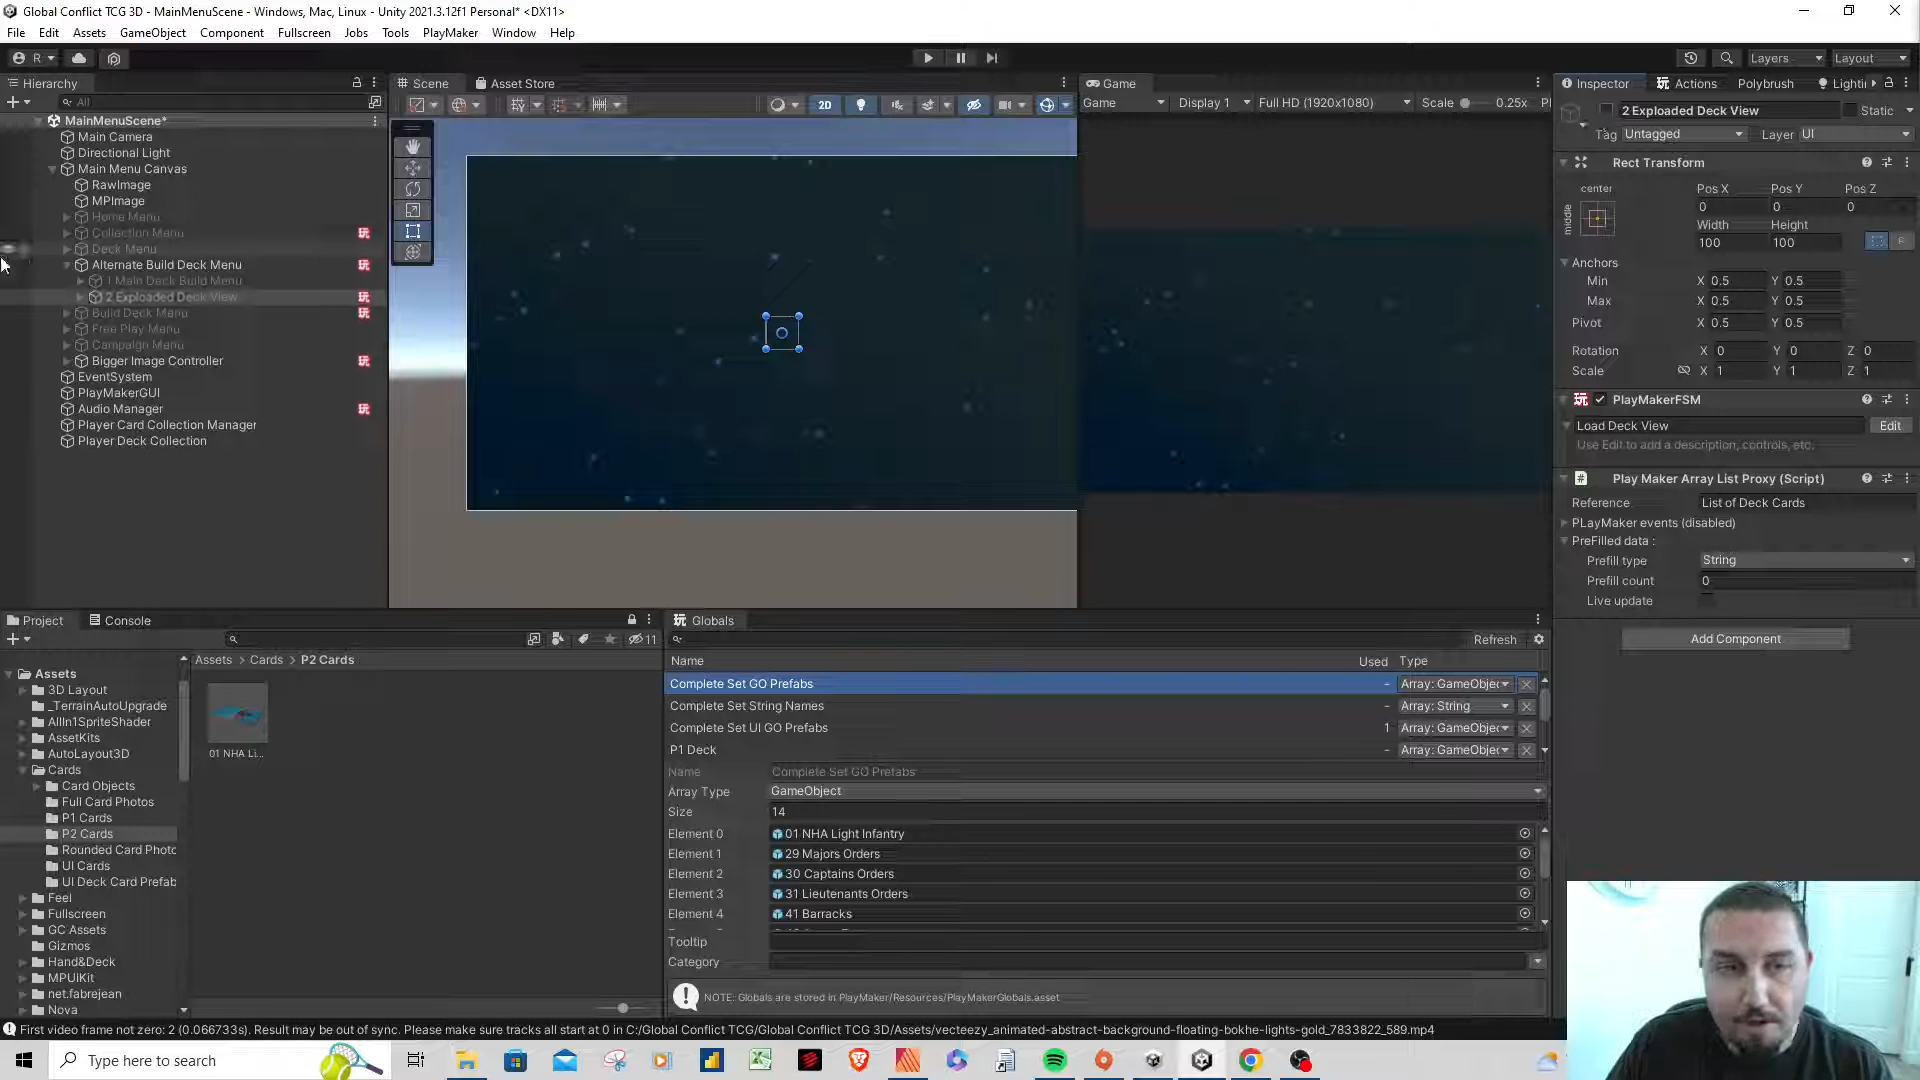 Global Conflict TCG 3D - MainMenuScene - Windows, Mac, Linux - Unity 2021.3.12f1 Personal* <DX11>
File Edit Assets GameObject Component Fullscreen Jobs Tools PlayMaker Window Help
R Layers Layout
Hierarchy Scene Asset Store Game Inspector Actions Polybrush Lighti
All 2D Game Display 1 Full HD (1920x1080) Scale 0.25x Pl
2 Exploaded Deck View Static
Tag Untagged Layer UI
MainMenuScene*
Main Camera
Directional Light
Main Menu Canvas
RawImage
MPImage
Home Menu
Collection Menu
Deck Menu
Alternate Build Deck Menu
1 Main Deck Build Menu
2 Exploaded Deck View
Build Deck Menu
Free Play Menu
Campaign Menu
Bigger Image Controller
EventSystem
PlayMakerGUI
Audio Manager
Player Card Collection Manager
Player Deck Collection
Rect Transform
center Pos X Pos Y Pos Z
middle 0 0 0
Width Height
100 100 R
Anchors
Min X 0.5 Y 0.5
Max X 0.5 Y 0.5
Pivot X 0.5 Y 0.5
Rotation X 0 Y 0 Z 0
Scale X 1 Y 1 Z 1
PlayMakerFSM
Load Deck View Edit
Use Edit to add a description, controls, etc.
Play Maker Array List Proxy (Script)
Reference List of Deck Cards
PLayMaker events (disabled)
PreFilled data :
Prefill type String
Prefill count 0
Live update
Add Component
Project Console
11
Assets > Cards > P2 Cards
Assets
3D Layout
_TerrainAutoUpgrade
AllIn1SpriteShader
AssetKits
AutoLayout3D
Cards
Card Objects
Full Card Photos
P1 Cards
P2 Cards
Rounded Card Photo
UI Cards
UI Deck Card Prefab
Feel
Fullscreen
GC Assets
Gizmos
Hand&Deck
MPUiKit
net.fabrejean
Nova
01 NHA Li...
Globals
Refresh
Name Used Type
Complete Set GO Prefabs - Array: GameObjec
Complete Set String Names - Array: String
Complete Set UI GO Prefabs 1 Array: GameObjec
P1 Deck - Array: GameObjec
Name Complete Set GO Prefabs
Array Type GameObject
Size 14
Element 0 01 NHA Light Infantry
Element 1 29 Majors Orders
Element 2 30 Captains Orders
Element 3 31 Lieutenants Orders
Element 4 41 Barracks
Tooltip
Category
NOTE: Globals are stored in PlayMaker/Resources/PlayMakerGlobals.asset
First video frame not zero: 2 (0.066733s). Result may be out of sync. Please make sure tracks all start at 0 in C:/Global Conflict TCG/Global Conflict TCG 3D/Assets/vecteezy_animated-abstract-background-floating-bokhe-lights-gold_7833822_589.mp4
Type here to search